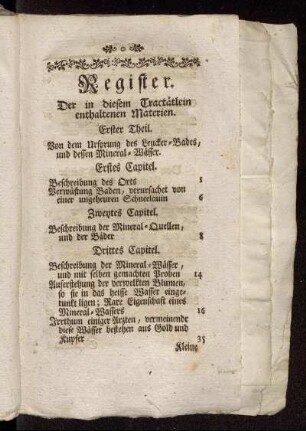 o
Register.
Der in diesem Tractätlein
enthaltenen Materien.
Erster Theil.
Von dem Ursprung des Leucker-Bades,
und dessen Mineral-Wässer.
Erstes Capitel.
Beschreibung des Orts 1
Verwüstung Baden, verursachet von
einer ungeheuren Schneelauin 6
Zweytes Capitel.
Beschreibung der Mineral-Quellen,
und der Bäder 8
Drittes Capitel.
Beschreibung der Mineral-Wässer,
und mit selben gemachten Proben 14
Auferstehung der verwelkten Blumen,
so sie in das heisse Wasser einge-
tunkt ligen; Rare Eigenschaft eines
Mineral-Wassers 16
Irrthum einiger Aerzten, vermeinende
diese Wässer bestehen aus Gold und
Kupfer 35
Kleine